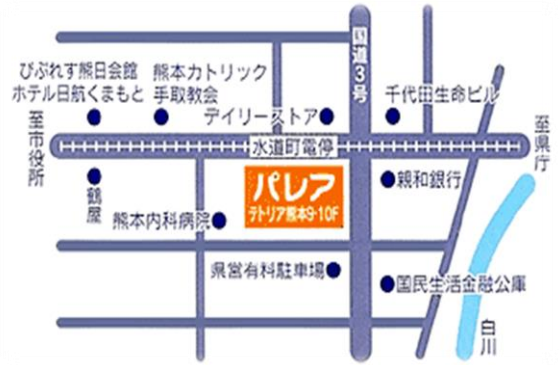 国道3号
びぷれす熊日会館
ホテル日航くまもと
熊本カトリック
手取教会
デイリーストア
千代田生命ビル
至市役所
水道町電停
至県庁
鶴屋
パレア
テトリア熊本9・10F
親和銀行
熊本内科病院
県営有料駐車場
国民生活金融公庫
白川